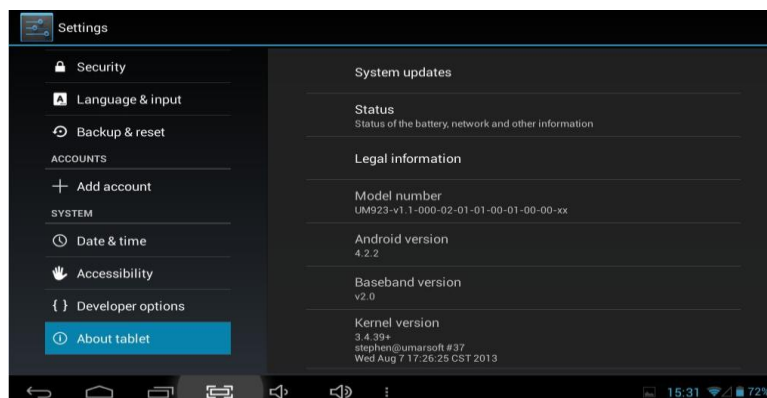 Settings
Security
Language & input
Backup & reset
ACCOUNTS
Add account
SYSTEM
Date & time
Accessibility
{ } Developer options
About tablet
System updates
Status
Status of the battery, network and other information
Legal information
Model number
UM923-v1.1-000-02-01-01-00-01-00-00-xx
Android version
4.2.2
Baseband version
v2.0
Kernel version
3.4.39+
stephen@umarsoft #37
Wed Aug 7 17:26:25 CST 2013
15:31
72%